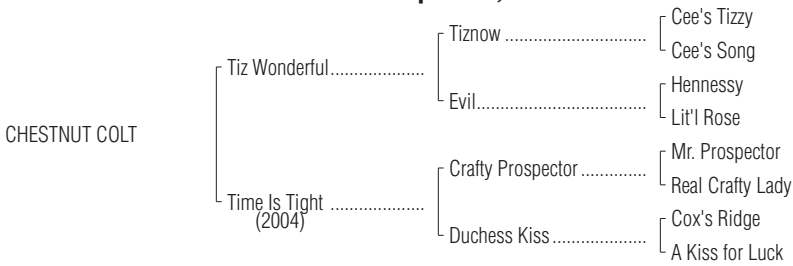 Cee's Tizzy
Tiznow ................................
Cee's Song
Tiz Wonderful.....................
Hennessy
Evil......................................
Lit'l Rose
CHESTNUT COLT
Mr. Prospector
Crafty Prospector ...............
Real Crafty Lady
Time Is Tight .....................
(2004)
Cox's Ridge
Duchess Kiss.....................
A Kiss for Luck